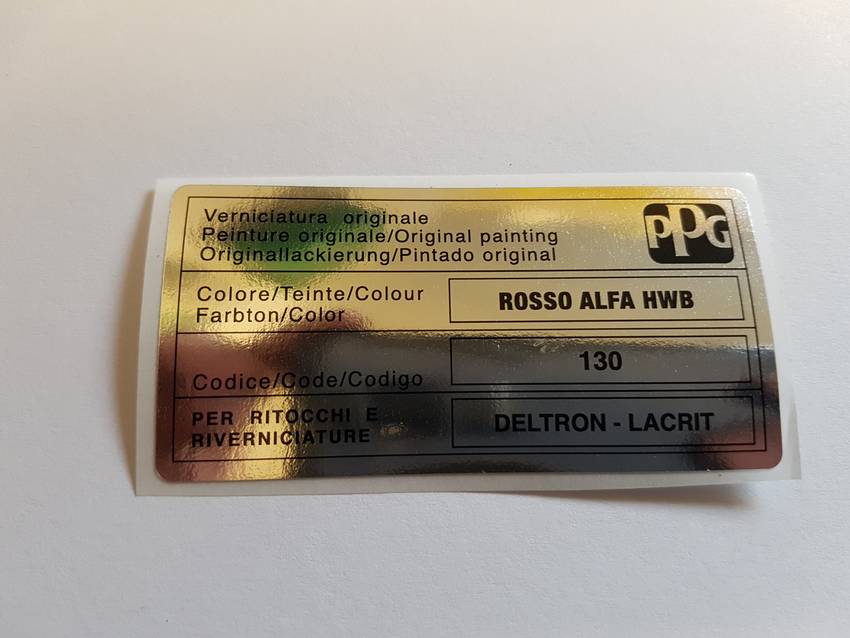 Verniciatura originale
Peinture originale/Original painting
Originallackierung/Pintado original
PPG
Colore/Teinte/Colour
Farbton/Color
ROSSO ALFA HWB
Codice/Code/Codigo
130
PER RITOCCHI E
RIVERNICIATURE
DELTRON - LACRIT